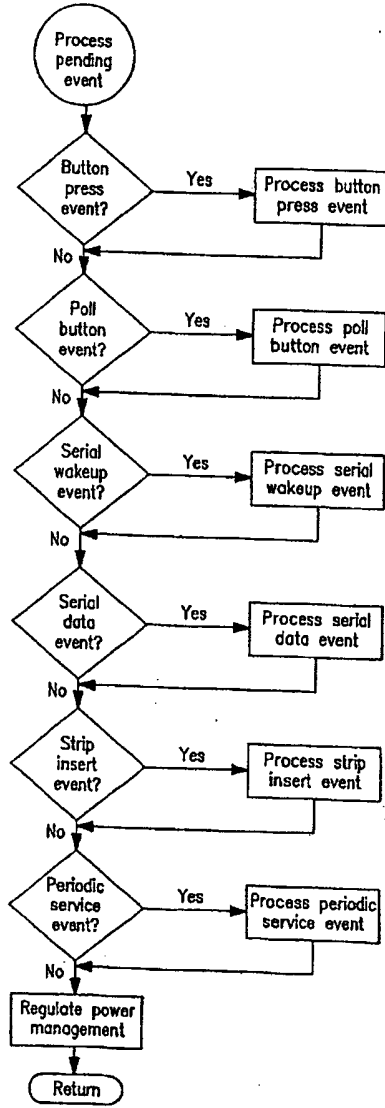 Process
pending
event
Button
press
event?
Yes
Process button
press event
No
Poll
button
event?
Yes
Process poll
button event
No
Serial
wakeup
event?
Yes
Process serial
wakeup event
No
Serial
data
event?
Yes
Process serial
data event
No
Strip
insert
event?
Yes
Process strip
insert event
No
Periodic
service
event?
Yes
Process periodic
service event
No
Regulate power
management
Return